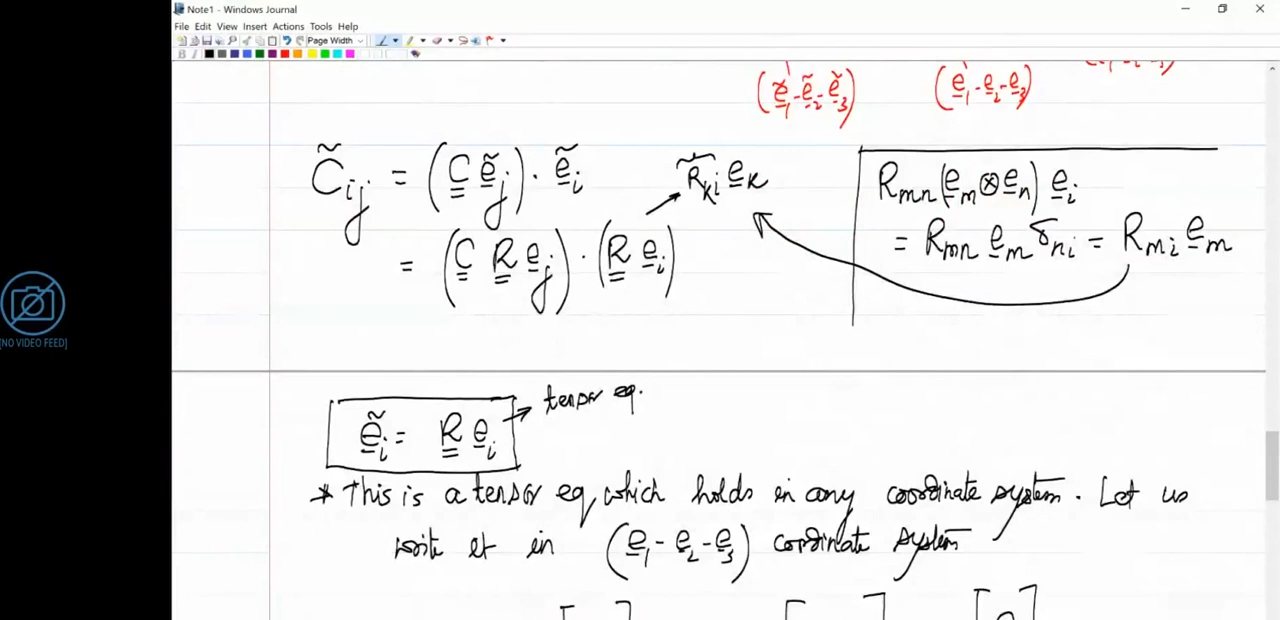 Note1 - Windows Journal
File Edit View Insert Actions Tools Help
Page Width
B I
(ẽ₁-ẽ₂-ẽ₃) (e₁-e₂-e₃)
C̃ij = (C ẽj) · ẽi
R̃ki ek
= (C R ej) · (R ei)
Rmn(em⊗en) ei
= Rmn em δni = Rmi em
[NO VIDEO FEED]
ẽi = R ei → tensor eq.
* This is a tensor eq which holds in any coordinate system. Let us
write it in (e₁ - e₂ - e₃) coordinate system